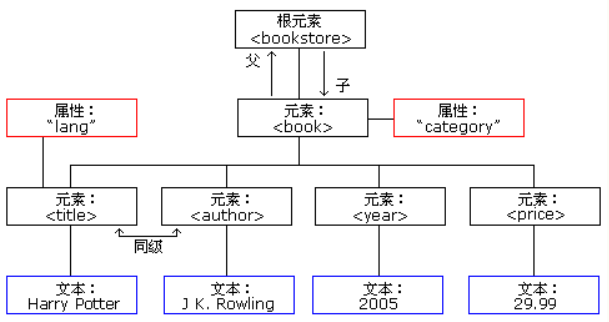 根元素
<bookstore>
父
子
属性：
“lang”
元素：
<book>
属性：
“category”
元素：
<title>
元素：
<author>
元素：
<year>
元素：
<price>
同级
文本：
Harry Potter
文本：
J K. Rowling
文本：
2005
文本：
29.99